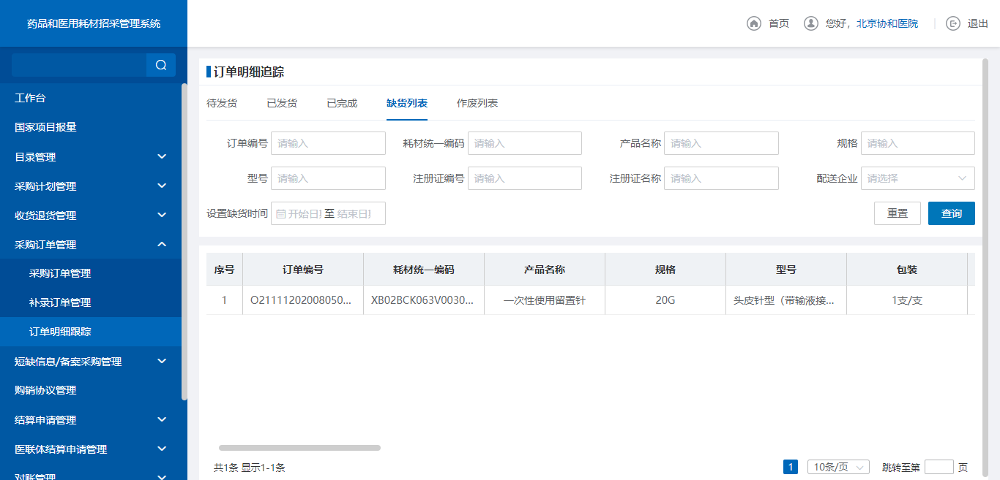 药品和医用耗材招采管理系统
首页
您好，北京协和医院
退出
工作台
国家项目报量
目录管理
采购计划管理
收货退货管理
采购订单管理
采购订单管理
补录订单管理
订单明细跟踪
短缺信息/备案采购管理
购销协议管理
结算申请管理
医联体结算申请管理
对账管理
订单明细追踪
待发货 已发货 已完成 缺货列表 作废列表
订单编号 请输入 耗材统一编码 请输入 产品名称 请输入 规格 请输入
型号 请输入 注册证编号 请输入 注册证名称 请输入 配送企业 请选择
设置缺货时间 开始日 至 结束日 重置 查询
序号 订单编号 耗材统一编码 产品名称 规格 型号 包装
1 O21111202008050... XB02BCK063V0030... 一次性使用留置针 20G 头皮针型（带输液接... 1支/支
共1条 显示1-1条
1 10条/页 跳转至第 页